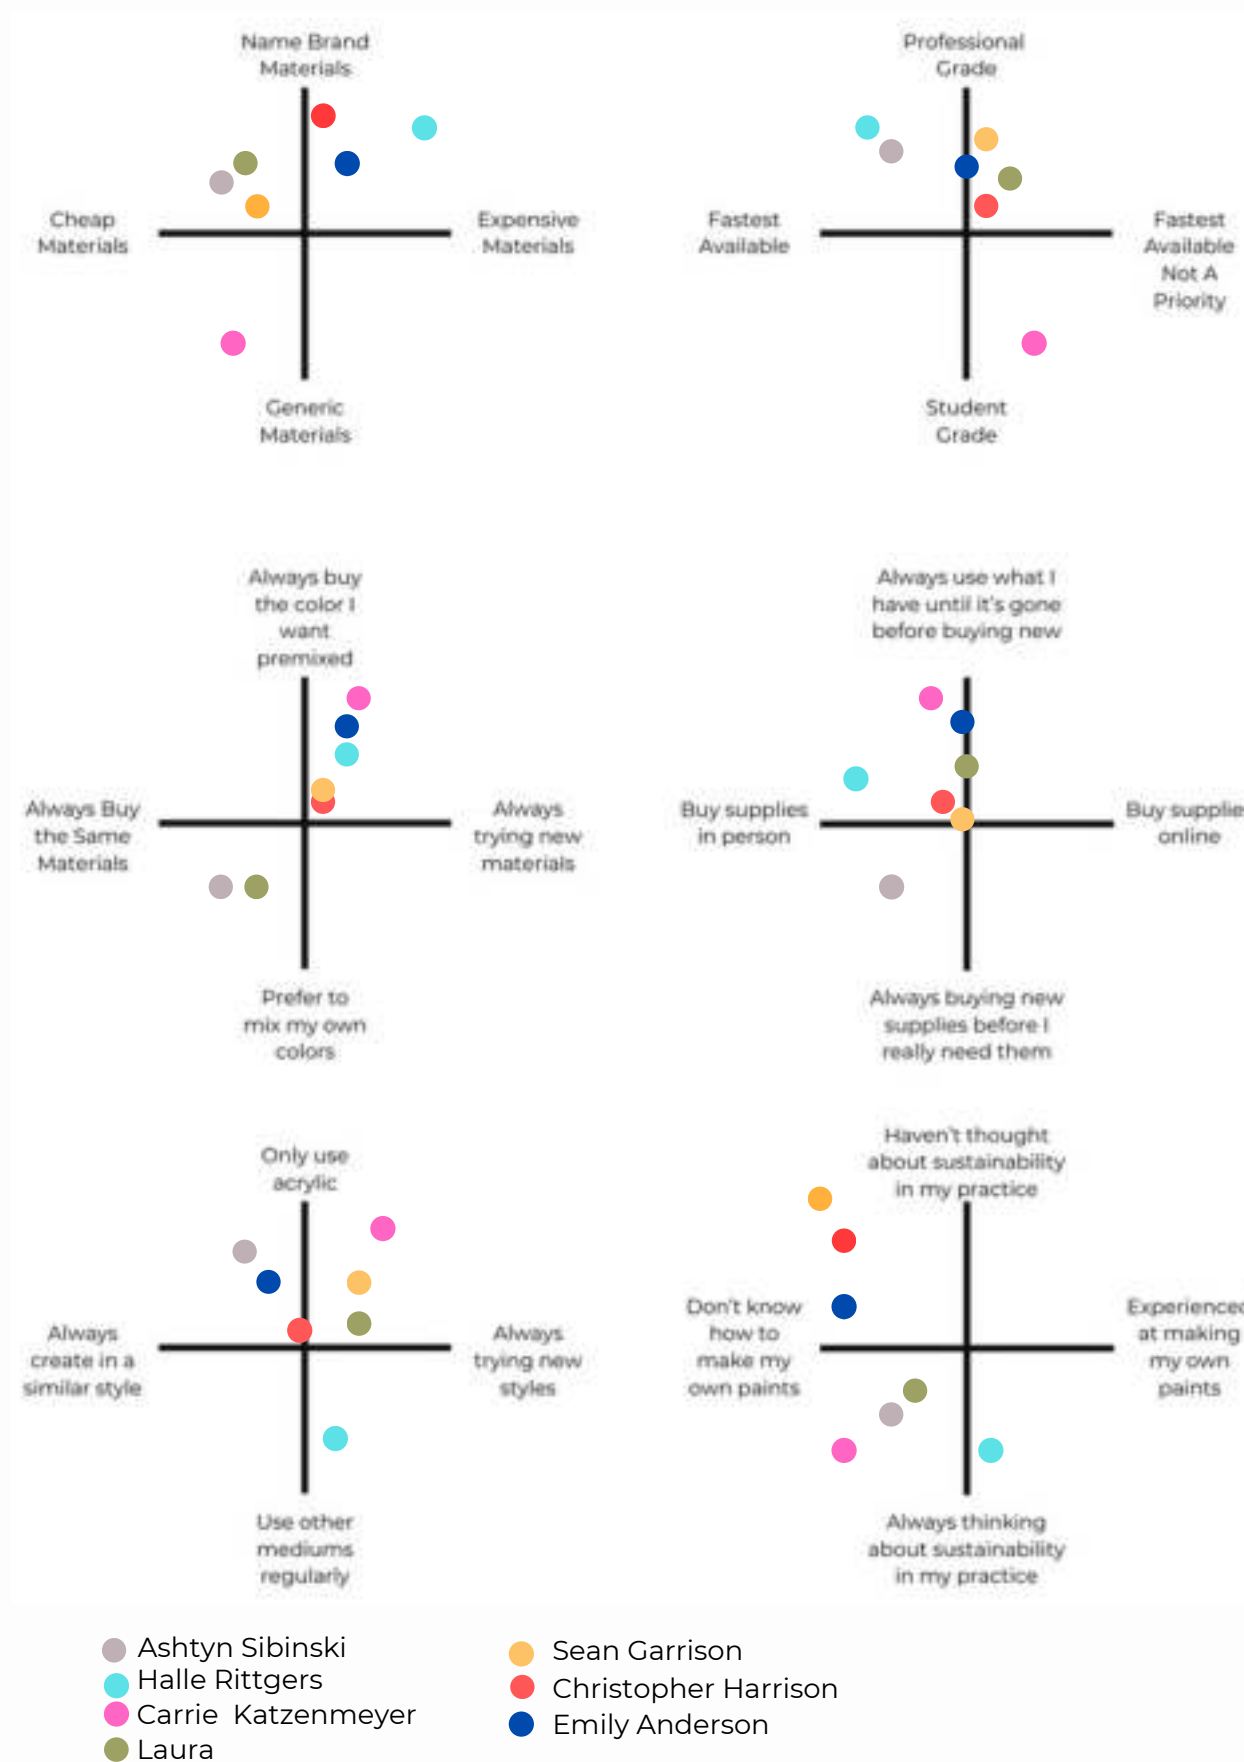 Name Brand
Materials
Cheap
Materials
Expensive
Materials
Generic
Materials
Professional
Grade
Fastest
Available
Fastest
Available
Not A
Priority
Student
Grade
Always buy
the color I
want
premixed
Always Buy
the Same
Materials
Always
trying new
materials
Prefer to
mix my own
colors
Always use what I
have until it's gone
before buying new
Buy supplies
in person
Buy supplie
online
Always buying new
supplies before I
really need them
Only use
acrylic
Always
create in a
similar style
Always
trying new
styles
Use other
mediums
regularly
Haven't thought
about sustainability
in my practice
Don't know
how to
make my
own paints
Experienced
at making
my own
paints
Always thinking
about sustainability
in my practice
Ashtyn Sibinski
Halle Rittgers
Carrie Katzenmeyer
Laura
Sean Garrison
Christopher Harrison
Emily Anderson